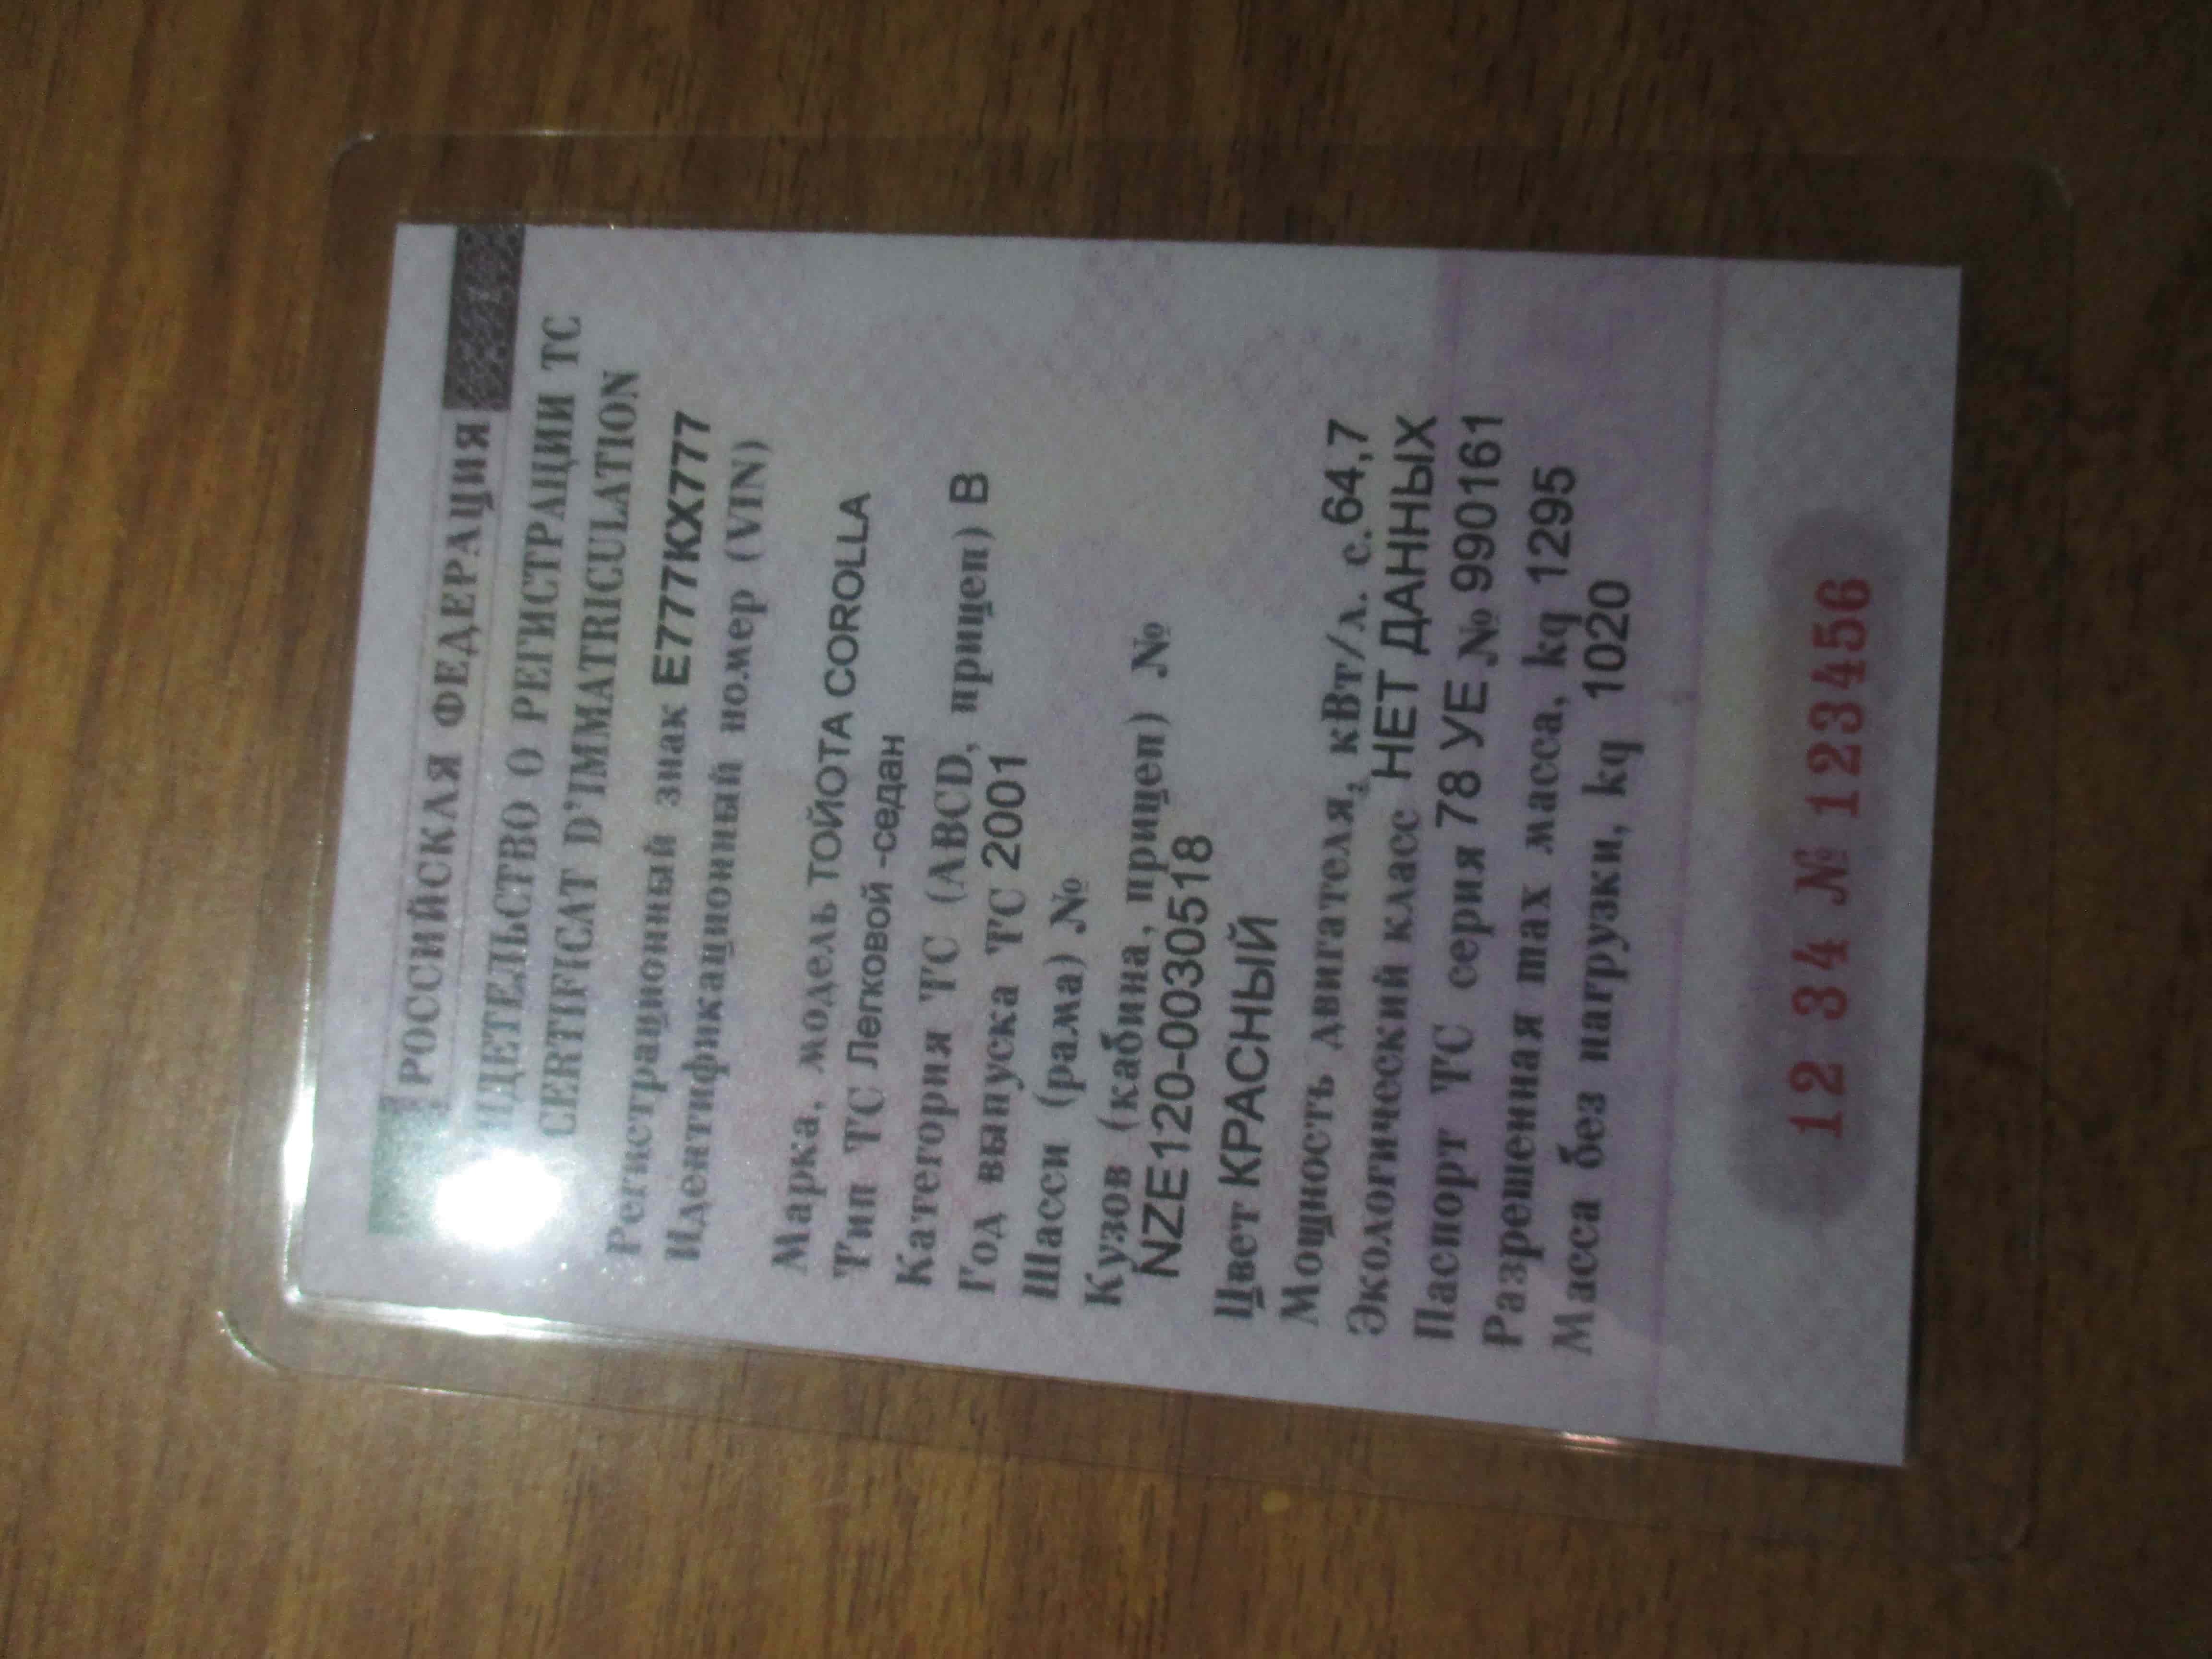 РОССИЙСКАЯ ФЕДЕРАЦИЯ
ИДЕТЕЛЬСТВО О РЕГИСТРАЦИИ ТС
CERTIFICAT D'IMMATRICULATION
Регистрационный знак Е777КХ777
Идентификационный номер (VIN)
Марка, модель ТОЙОТА COROLLA
Тип ТС Легковой -седан
Категория ТС (ABCD, прицеп) В
Год выпуска ТС 2001
Шасси (рама) №
Кузов (кабина, прицеп) №
NZE120-0030518
Цвет КРАСНЫЙ
Мощность двигателя, кВт/л. с. 64,7
Экологический класс НЕТ ДАННЫХ
Паспорт ТС серия 78 УЕ № 990161
Разрешенная max масса, kg 1295
Масса без нагрузки, kg 1020
12 34 № 123456